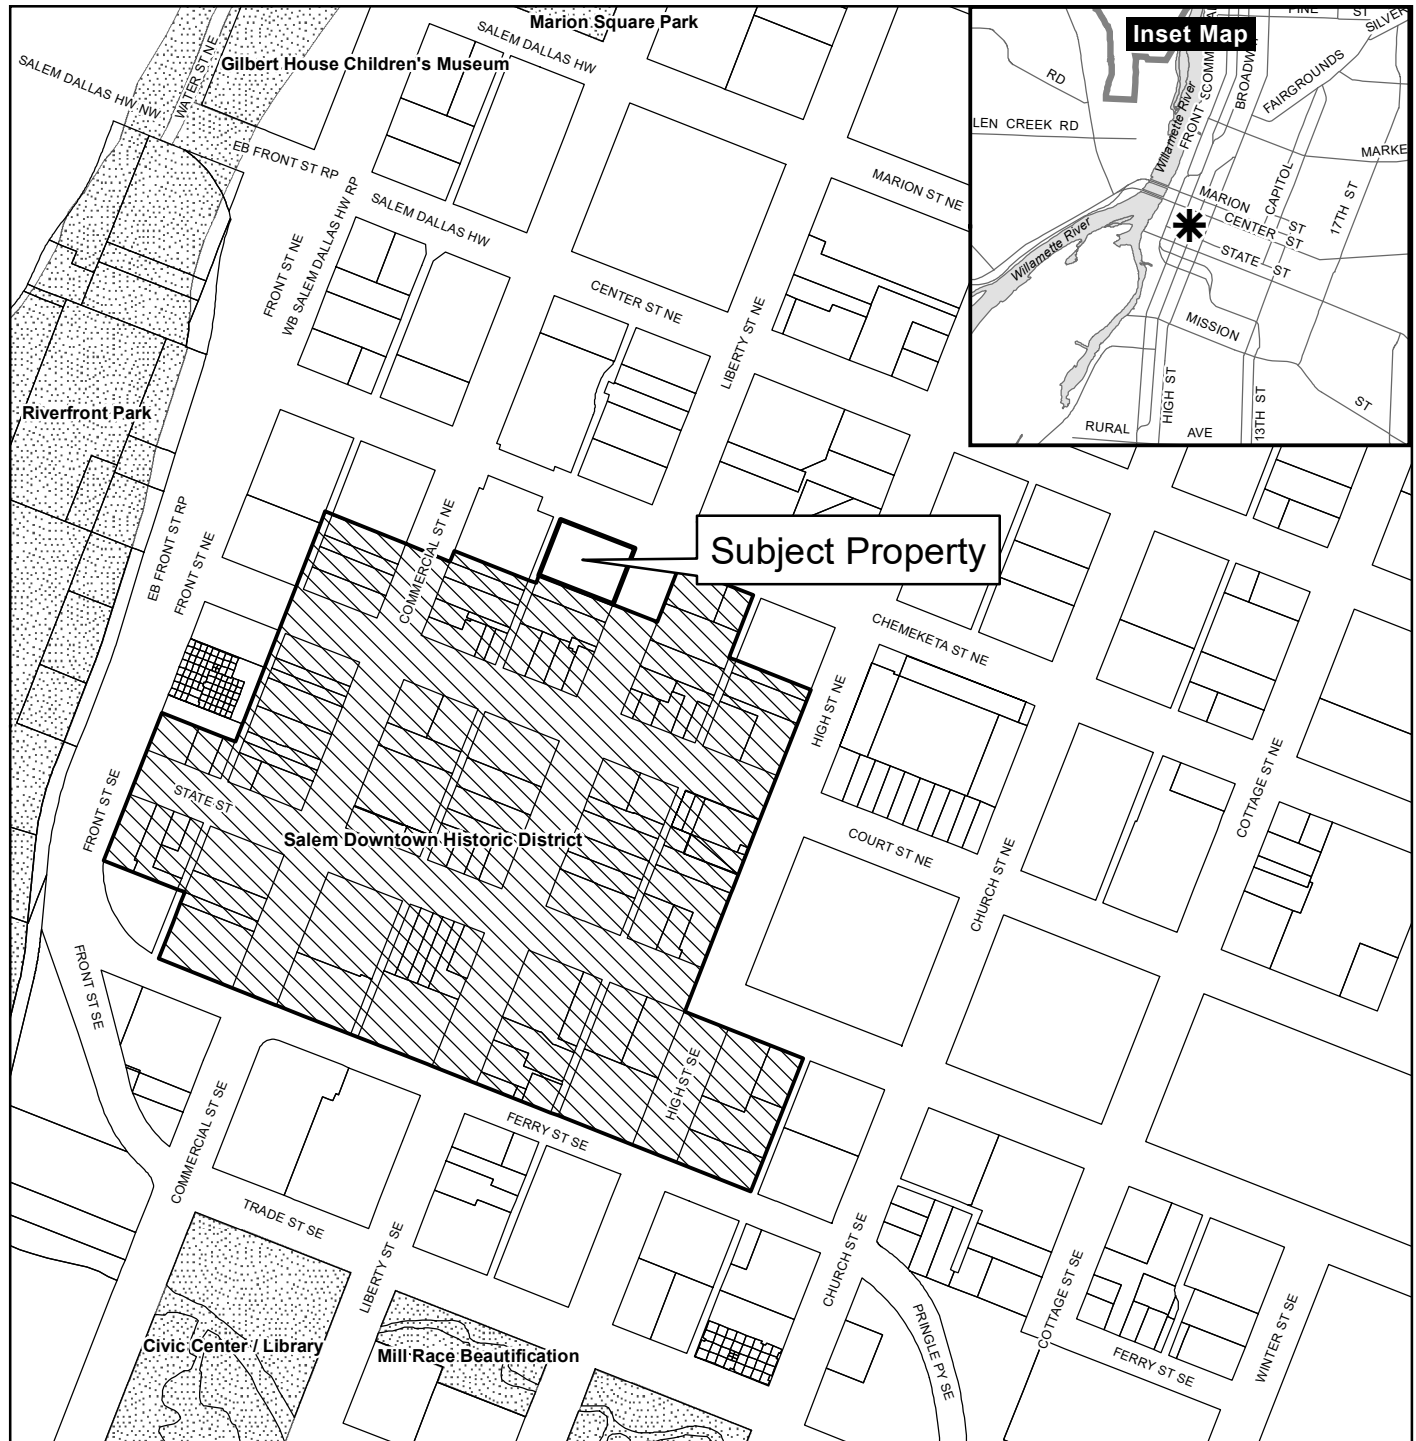 Marion Square Park
SALEM DALLAS HW
Gilbert House Children's Museum
WATER ST NE
SALEM DALLAS HW NW
EB FRONT ST RP
SALEM DALLAS HW
WB SALEM DALLAS HW RP
FRONT ST NE
MARION ST NE
CENTER ST NE
LIBERTY ST NE
Riverfront Park
EB FRONT ST RP
FRONT ST NE
COMMERCIAL ST NE
Subject Property
CHEMEKETA ST NE
HIGH ST NE
COTTAGE ST NE
STATE ST
FRONT ST SE
Salem Downtown Historic District
COURT ST NE
CHURCH ST NE
FRONT ST SE
HIGH ST SE
FERRY ST SE
COMMERCIAL ST SE
TRADE ST SE
LIBERTY ST SE
CHURCH ST SE
PRINGLE PY SE
COTTAGE ST SE
FERRY ST SE
WINTER ST SE
Civic Center / Library
Mill Race Beautification
Inset Map
ST
SILVER
RD
BROADW
FAIRGROUNDS
LEN CREEK RD
Willamette River
FRONT S
COMM
MARKE
CAPITOL
17TH ST
MARION
ST
CENTER ST
STATE ST
Willamette River
MISSION
ST
HIGH ST
13TH ST
RURAL AVE